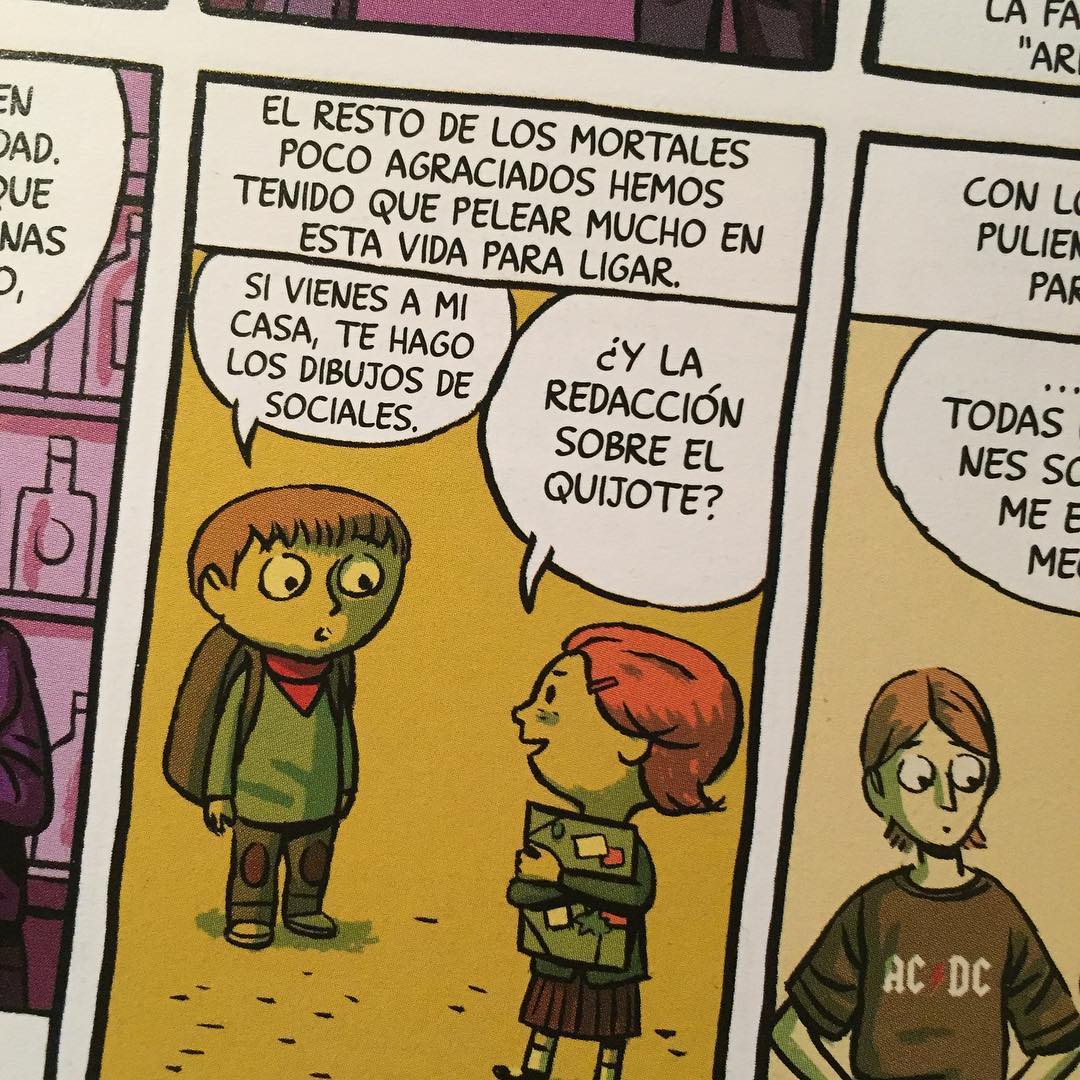 LA FA
"AR
EN
DAD.
QUE
NAS
O,
EL RESTO DE LOS MORTALES
POCO AGRACIADOS HEMOS
TENIDO QUE PELEAR MUCHO EN
ESTA VIDA PARA LIGAR.
SI VIENES A MI
CASA, TE HAGO
LOS DIBUJOS DE
SOCIALES.
¿Y LA
REDACCIÓN
SOBRE EL
QUIJOTE?
CON LO
PULIEN
PAR
...
TODAS
NES SO
ME E
ME
AC⚡DC